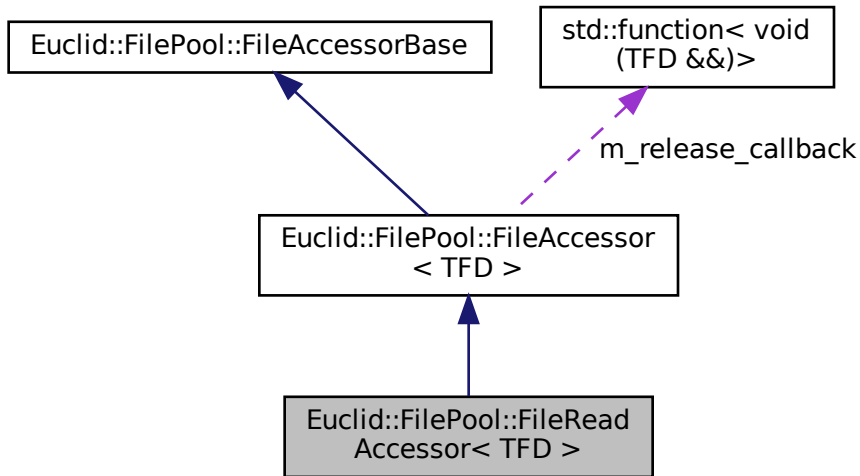 Euclid::FilePool::FileAccessorBase
std::function< void
(TFD &&)>
m_release_callback
Euclid::FilePool::FileAccessor
< TFD >
Euclid::FilePool::FileRead
Accessor< TFD >